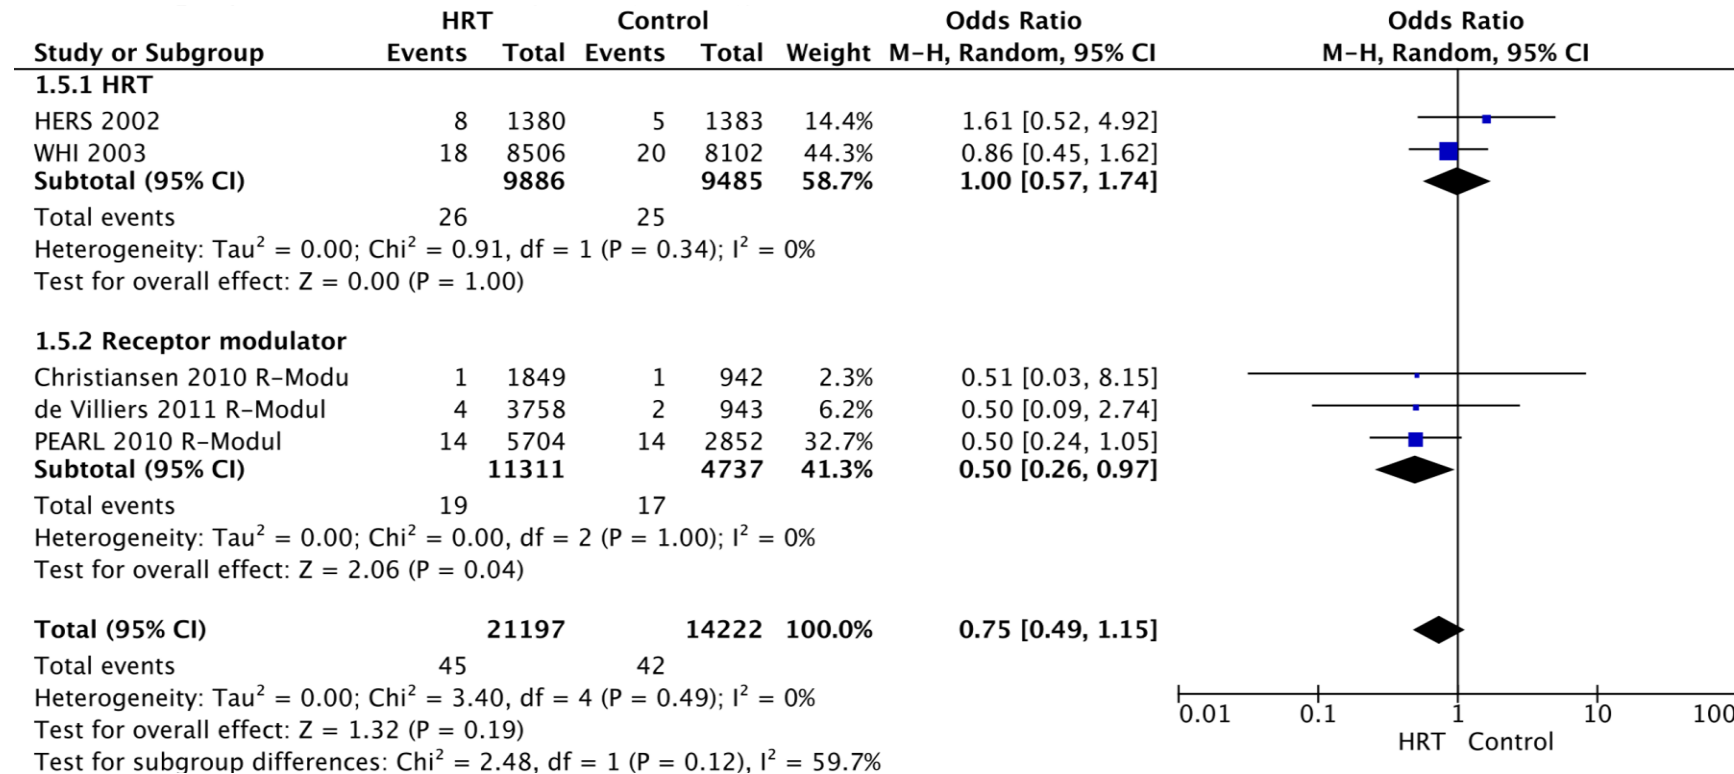 HRT Control Odds Ratio Odds Ratio
Study or Subgroup Events Total Events Total Weight M-H, Random, 95% CI M-H, Random, 95% CI
1.5.1 HRT
HERS 2002 8 1380 5 1383 14.4% 1.61 [0.52, 4.92]
WHI 2003 18 8506 20 8102 44.3% 0.86 [0.45, 1.62]
Subtotal (95% CI) 9886 9485 58.7% 1.00 [0.57, 1.74]
Total events 26 25
Heterogeneity: Tau² = 0.00; Chi² = 0.91, df = 1 (P = 0.34); I² = 0%
Test for overall effect: Z = 0.00 (P = 1.00)
1.5.2 Receptor modulator
Christiansen 2010 R-Modu 1 1849 1 942 2.3% 0.51 [0.03, 8.15]
de Villiers 2011 R-Modul 4 3758 2 943 6.2% 0.50 [0.09, 2.74]
PEARL 2010 R-Modul 14 5704 14 2852 32.7% 0.50 [0.24, 1.05]
Subtotal (95% CI) 11311 4737 41.3% 0.50 [0.26, 0.97]
Total events 19 17
Heterogeneity: Tau² = 0.00; Chi² = 0.00, df = 2 (P = 1.00); I² = 0%
Test for overall effect: Z = 2.06 (P = 0.04)
Total (95% CI) 21197 14222 100.0% 0.75 [0.49, 1.15]
Total events 45 42
Heterogeneity: Tau² = 0.00; Chi² = 3.40, df = 4 (P = 0.49); I² = 0%
Test for overall effect: Z = 1.32 (P = 0.19)
Test for subgroup differences: Chi² = 2.48, df = 1 (P = 0.12), I² = 59.7%
0.01 0.1 1 10 100
HRT Control